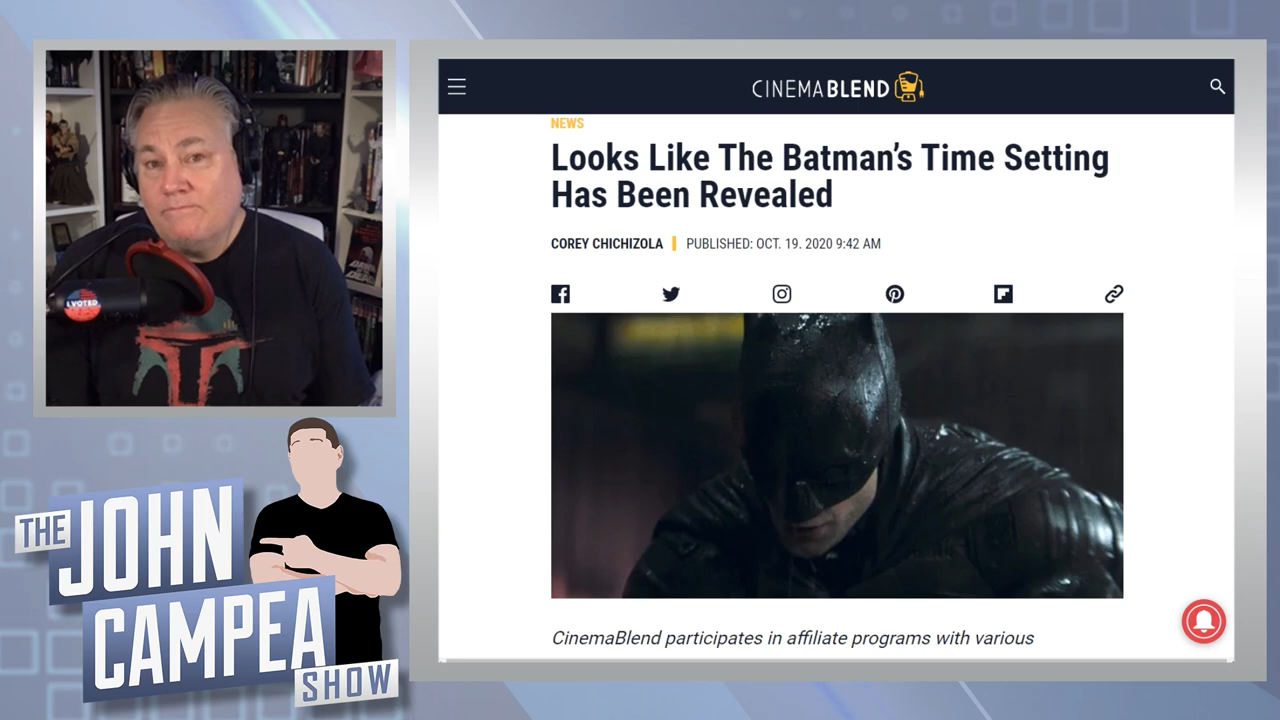 I VOTED
THE
JOHN
CAMPEA
SHOW
CINEMABLEND
NEWS
Looks Like The Batman’s Time Setting
Has Been Revealed
COREY CHICHIZOLA PUBLISHED: OCT. 19. 2020 9:42 AM
CinemaBlend participates in affiliate programs with various